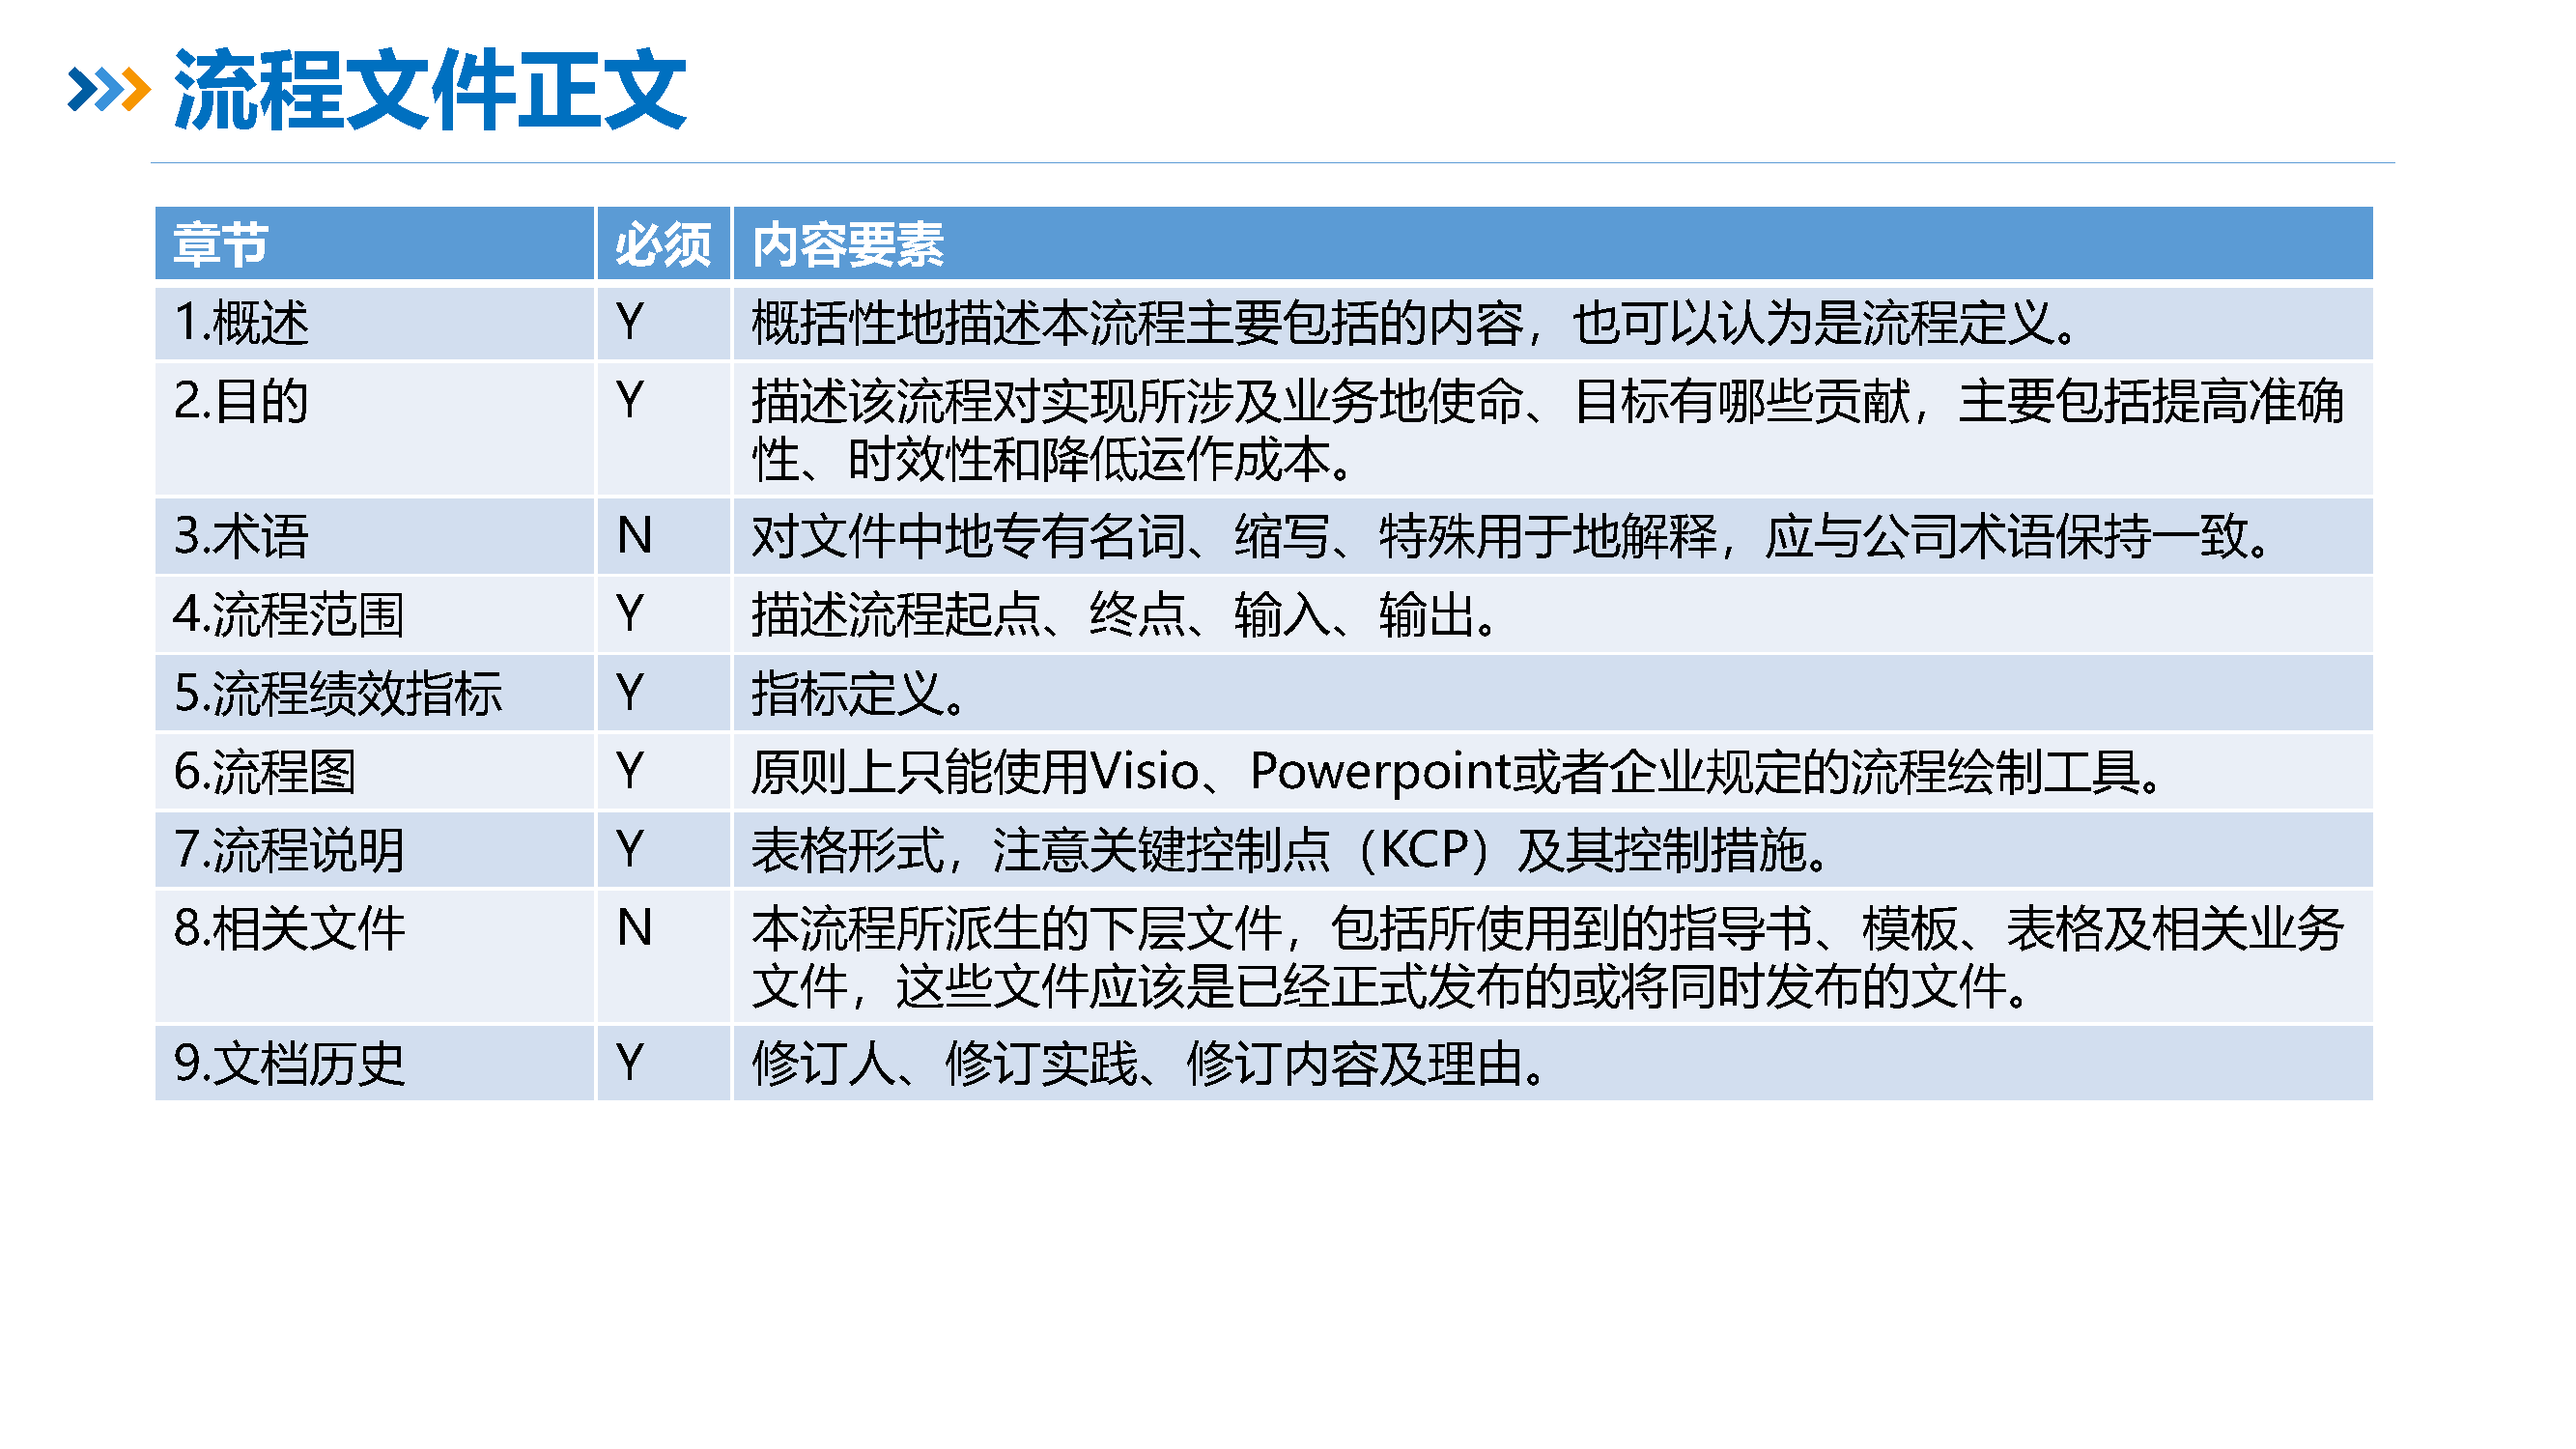 流程文件正文
章节 必须 内容要素
1.概述 Y 概括性地描述本流程主要包括的内容，也可以认为是流程定义。
2.目的 Y 描述该流程对实现所涉及业务地使命、目标有哪些贡献，主要包括提高准确
性、时效性和降低运作成本。
3.术语 N 对文件中地专有名词、缩写、特殊用于地解释，应与公司术语保持一致。
4.流程范围 Y 描述流程起点、终点、输入、输出。
5.流程绩效指标 Y 指标定义。
6.流程图 Y 原则上只能使用Visio、Powerpoint或者企业规定的流程绘制工具。
7.流程说明 Y 表格形式，注意关键控制点（KCP）及其控制措施。
8.相关文件 N 本流程所派生的下层文件，包括所使用到的指导书、模板、表格及相关业务
文件，这些文件应该是已经正式发布的或将同时发布的文件。
9.文档历史 Y 修订人、修订实践、修订内容及理由。